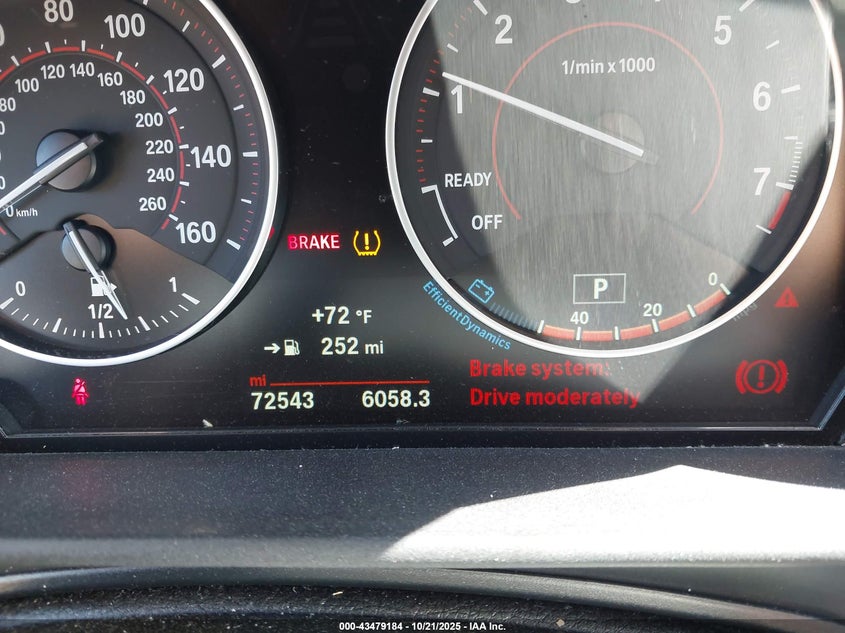 80
100
120
140
160
80
100
120
140
160
180
200
220
240
260
0 km/h
0
1/2
1
BRAKE
+72 °F
252 mi
mi
72543
6058.3
1
2
5
6
7
1/min x 1000
READY
OFF
P
40
20
0
EfficientDynamics
Brake system:
Drive moderately
000-43479184 - 10/21/2025 - IAA Inc.